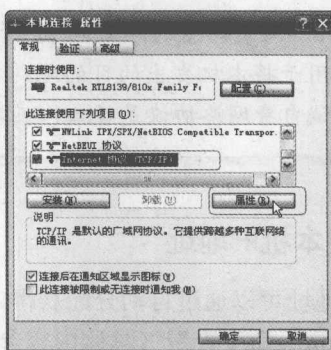 本地连接 属性
常规 验证 高级
连接时使用:
Realtek RTL8139/810x Family Fa
配置(C)...
此连接使用下列项目(O):
NWLink IPX/SPX/NetBIOS Compatible Transpor.
NetBEUI 协议
Internet 协议 (TCP/IP)
安装(N)... 卸载(U) 属性(R)
说明
TCP/IP 是默认的广域网协议。它提供跨越多种互联网络
的通讯。
连接后在通知区域显示图标(W)
此连接被限制或无连接时通知我(M)
确定 取消